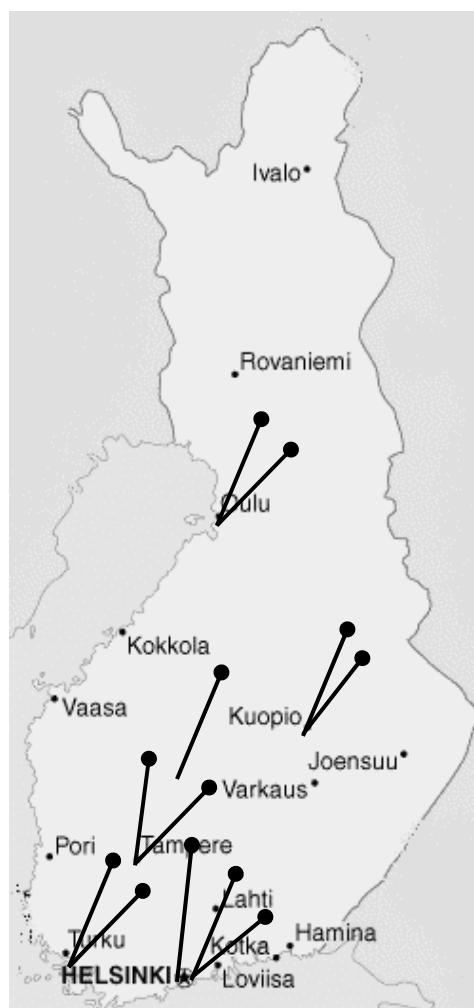 Ivalo
Rovaniemi
Oulu
Kokkola
Vaasa
Kuopio
Joensuu
Varkaus
Pori
Tampere
Lahti
Turku
Kotka
Hamina
HELSINKI
Loviisa